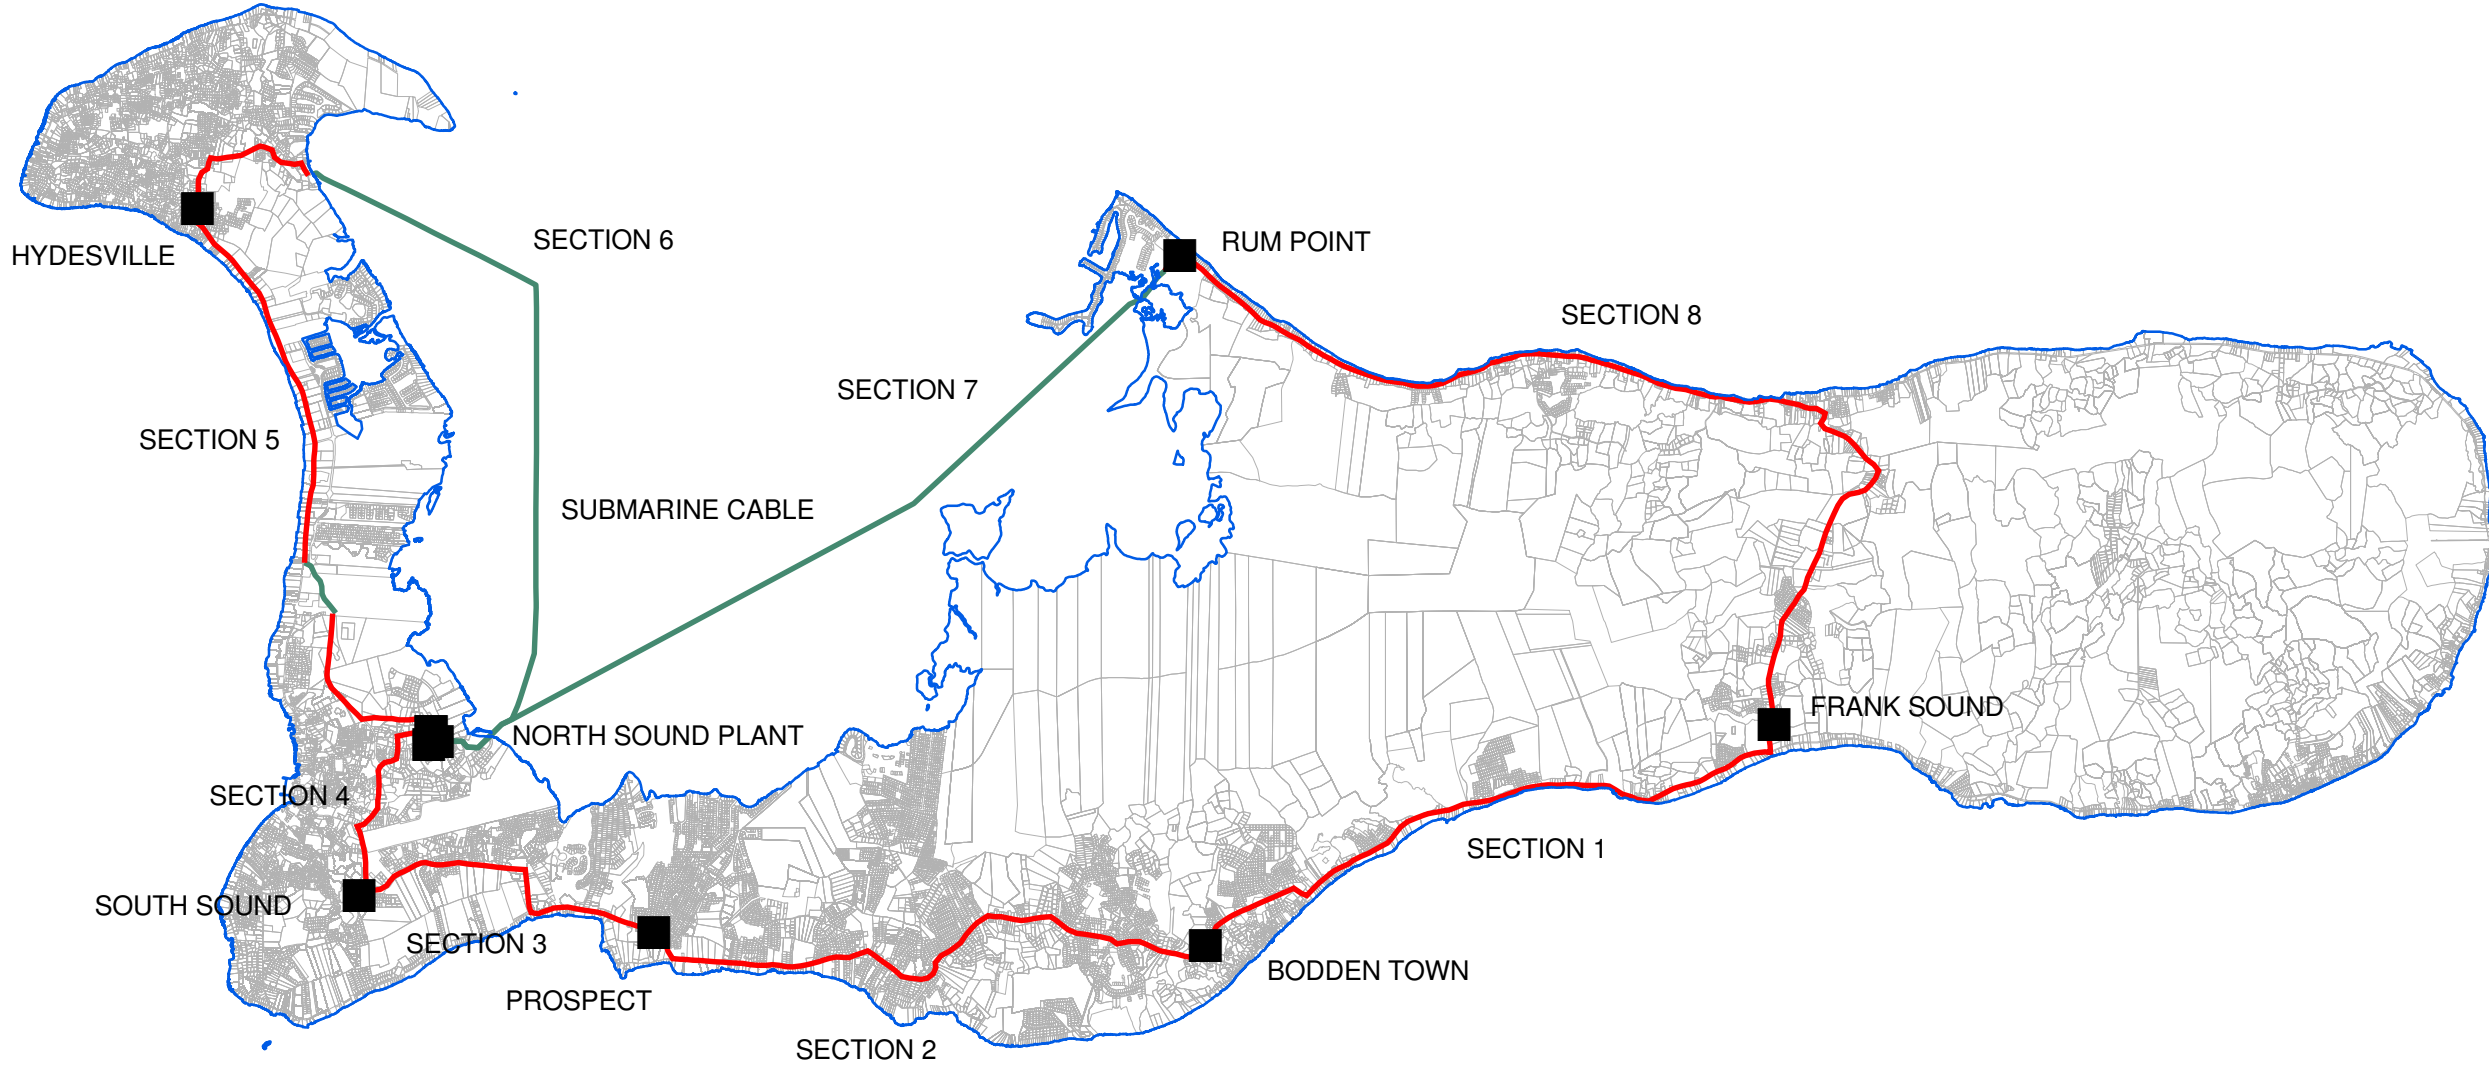 SECTION 6
RUM POINT
HYDESVILLE
SECTION 8
SECTION 7
SECTION 5
SUBMARINE CABLE
FRANK SOUND
NORTH SOUND PLANT
SECTION 4
SECTION 1
SOUTH SOUND
SECTION 3
BODDEN TOWN
PROSPECT
SECTION 2